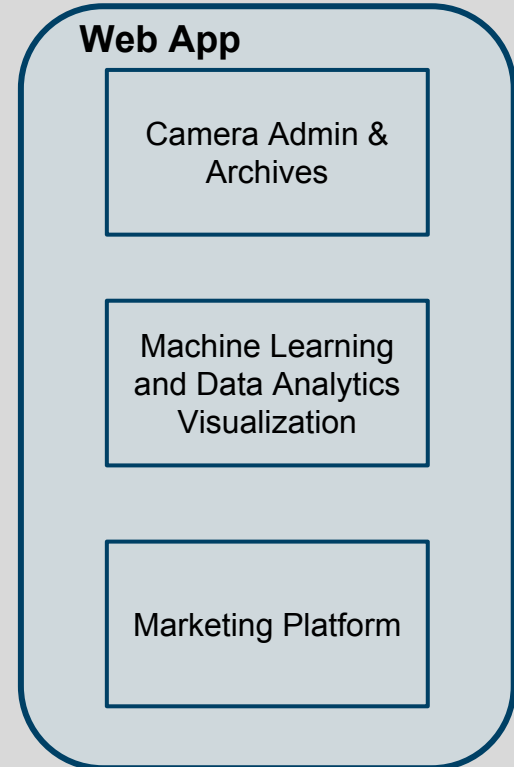 Web App
Camera Admin &
Archives
Machine Learning
and Data Analytics
Visualization
Marketing Platform